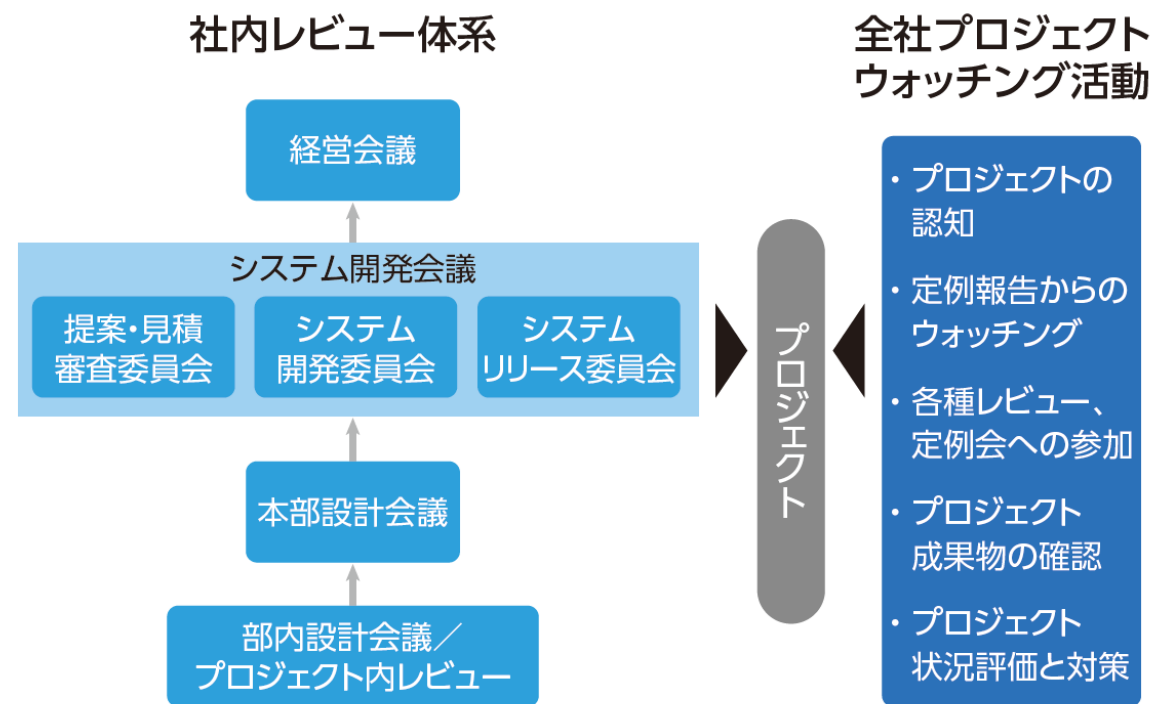 社内レビュー体系
経営会議
システム開発会議
提案・見積
審査委員会
システム
開発委員会
システム
リリース委員会
本部設計会議
部内設計会議／
プロジェクト内レビュー
プロジェクト
全社プロジェクト
ウォッチング活動
・プロジェクトの
認知
・定例報告からの
ウォッチング
・各種レビュー、
定例会への参加
・プロジェクト
成果物の確認
・プロジェクト
状況評価と対策